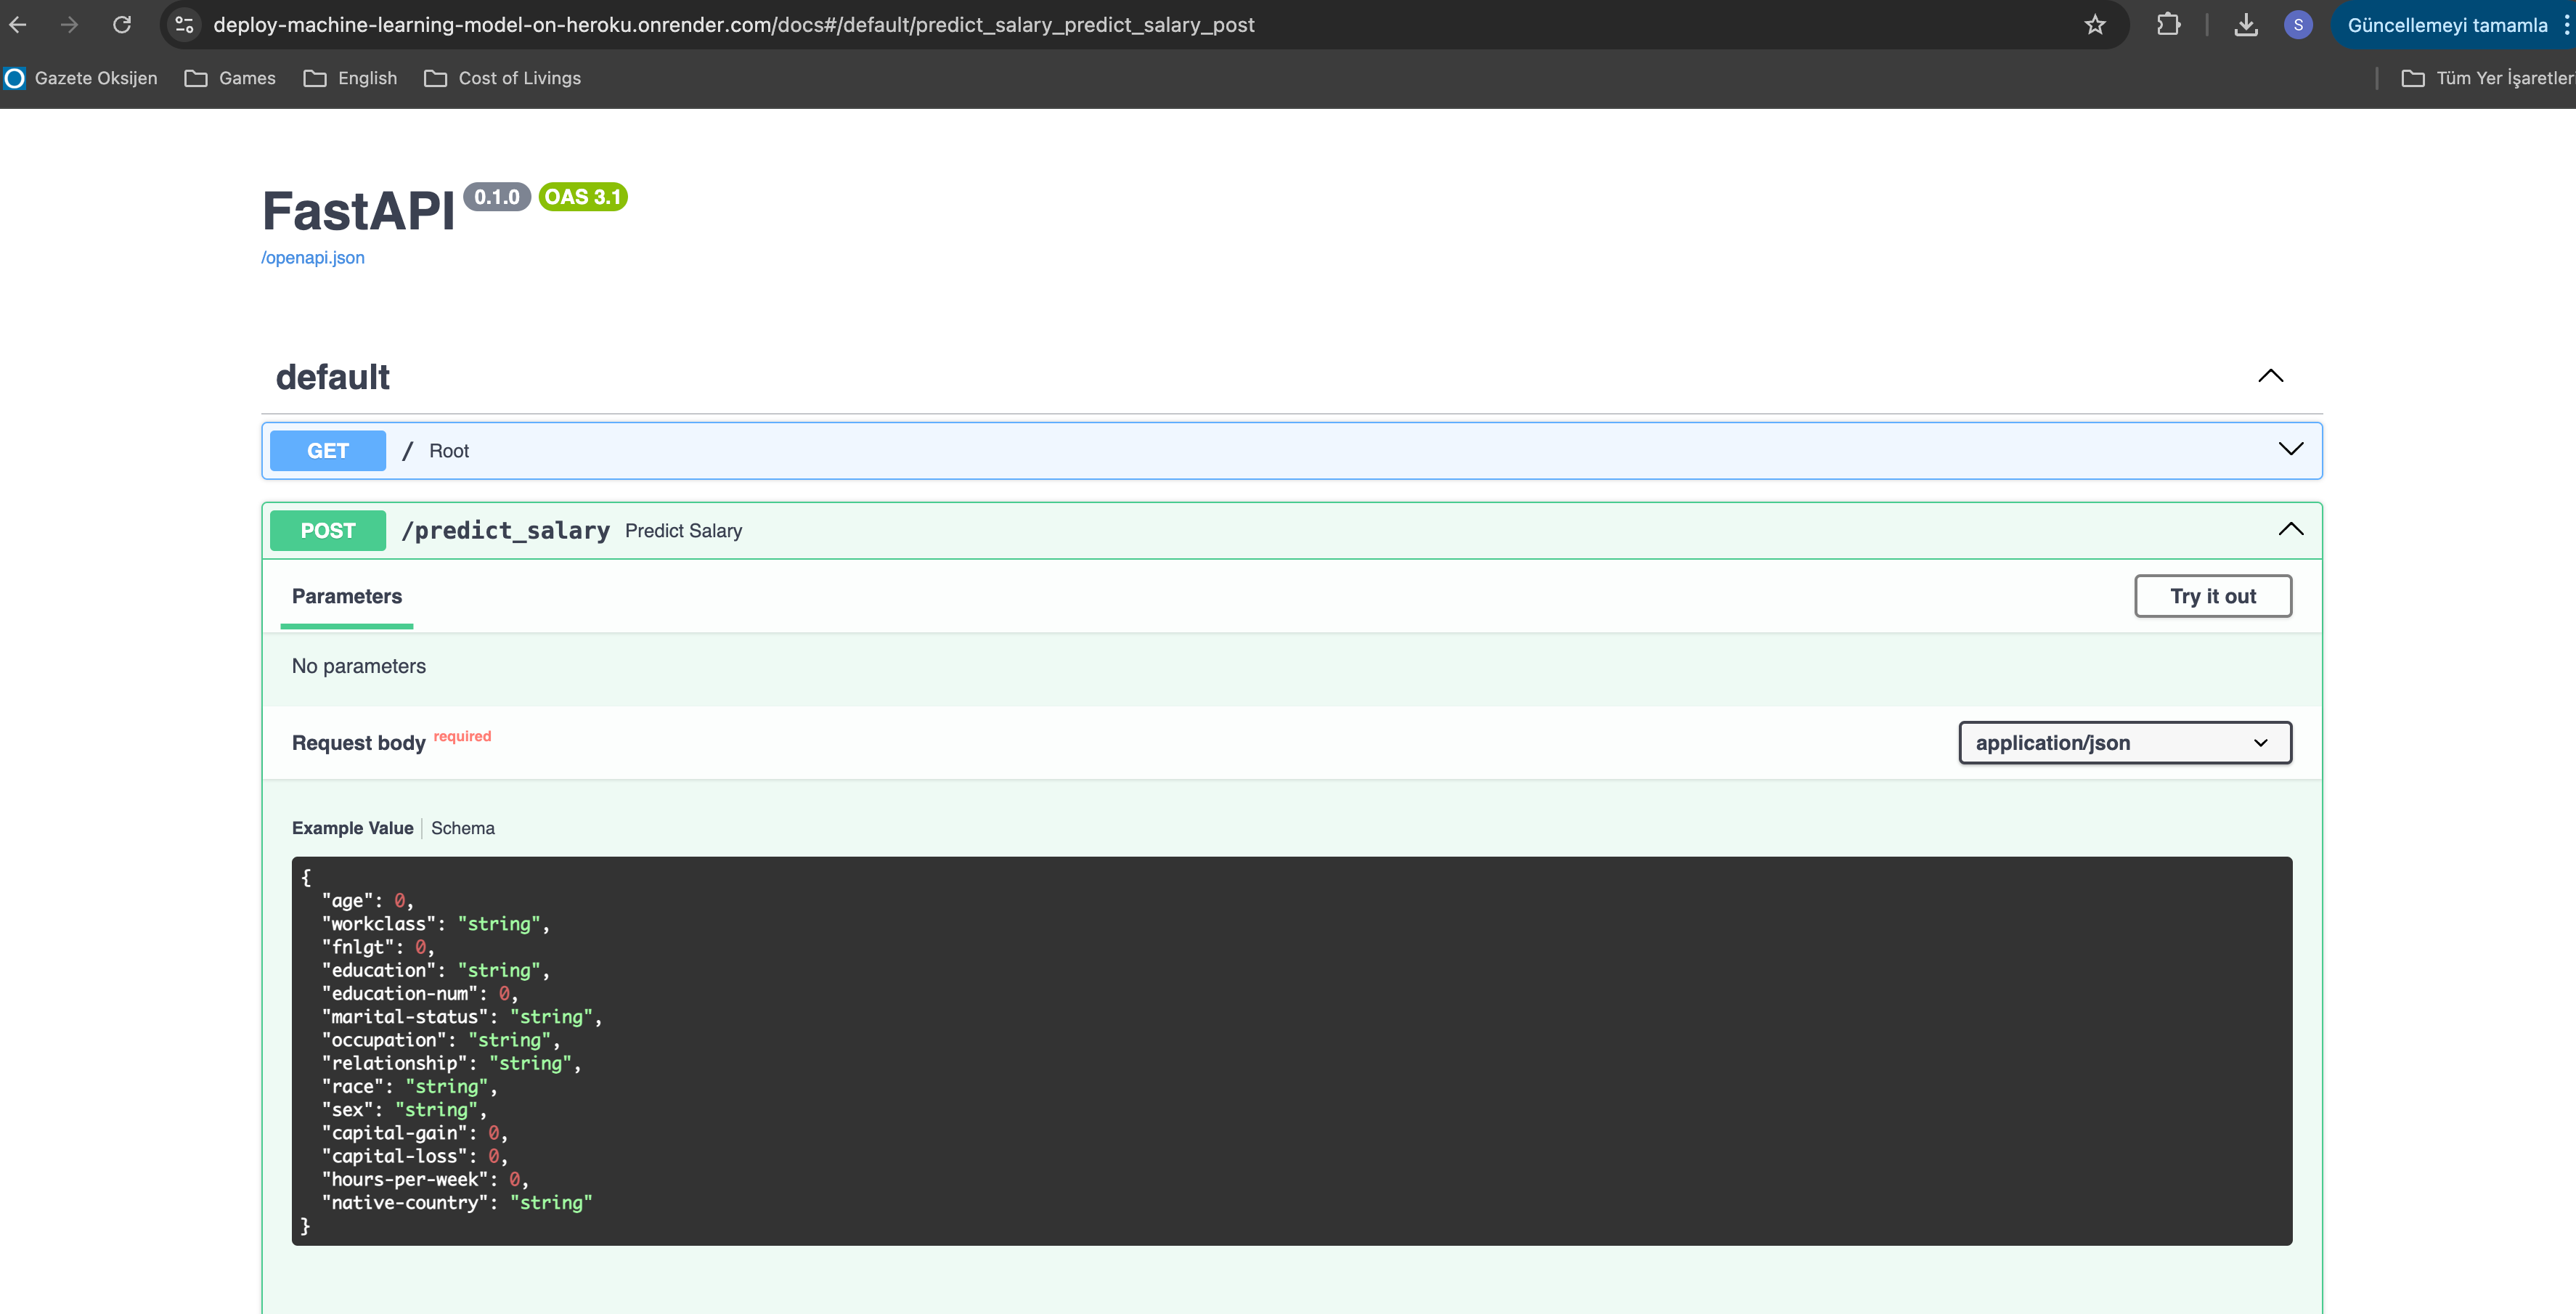 deploy-machine-learning-model-on-heroku.onrender.com/docs#/default/predict_salary_predict_salary_post
S
Güncellemeyi tamamla
Gazete Oksijen
Games
English
Cost of Livings
Tüm Yer İşaretler
FastAPI 0.1.0 OAS 3.1
/openapi.json
default
GET / Root
POST /predict_salary Predict Salary
Parameters
Try it out
No parameters
Request body required
application/json
Example Value Schema
{
"age": 0,
"workclass": "string",
"fnlgt": 0,
"education": "string",
"education-num": 0,
"marital-status": "string",
"occupation": "string",
"relationship": "string",
"race": "string",
"sex": "string",
"capital-gain": 0,
"capital-loss": 0,
"hours-per-week": 0,
"native-country": "string"
}